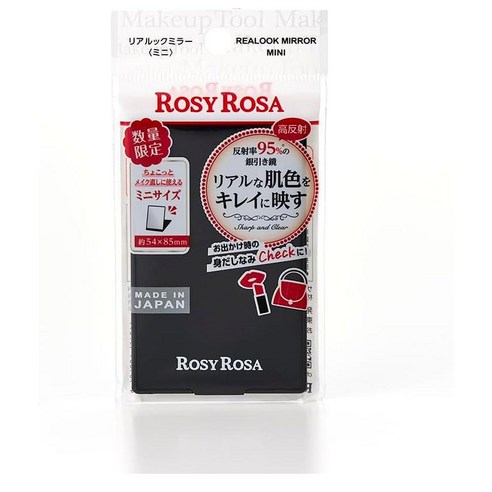 Makeup Tool Mak
リアルックミラー
〈ミニ〉
REALOOK MIRROR
MINI
ROSY ROSA
数量
限定
高反射
反射率95%の
銀引き鏡
リアルな肌色を
キレイに映す
Sharp and Clear
ちょこっと
メイク直しに使える
ミニサイズ
約54×85mm
お出かけ時の
身だしなみCheckに!
MADE IN
JAPAN
ROSY ROSA